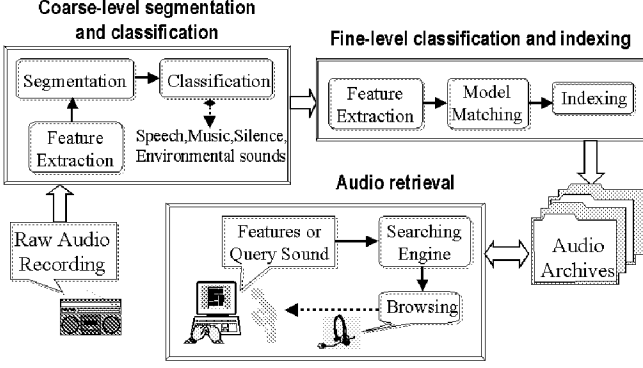 Coarse-level segmentation
and classification
Segmentation
Classification
Feature
Extraction
Speech,Music,Silence,
Environmental sounds
Raw Audio
Recording
Fine-level classification and indexing
Feature
Extraction
Model
Matching
Indexing
Audio
Archives
Audio retrieval
Features or
Query Sound
Searching
Engine
Browsing